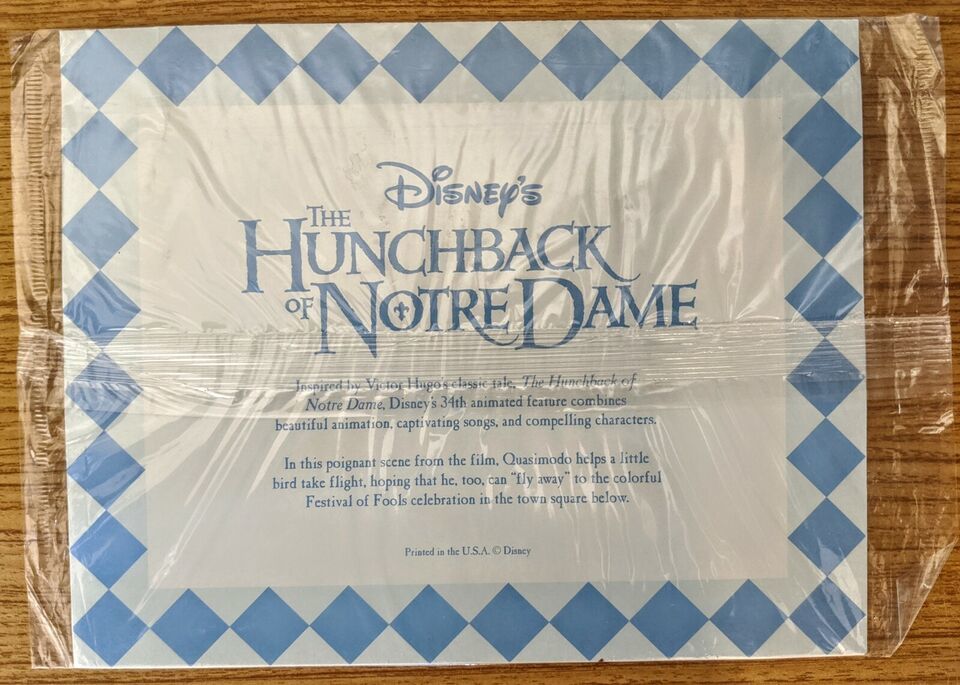 Disney's
The
Hunchback
of Notre Dame
Inspired by Victor Hugo's classic tale, The Hunchback of
Notre Dame, Disney's 34th animated feature combines
beautiful animation, captivating songs, and compelling characters.
In this poignant scene from the film, Quasimodo helps a little
bird take flight, hoping that he, too, can "fly away" to the colorful
Festival of Fools celebration in the town square below.
Printed in the U.S.A. © Disney